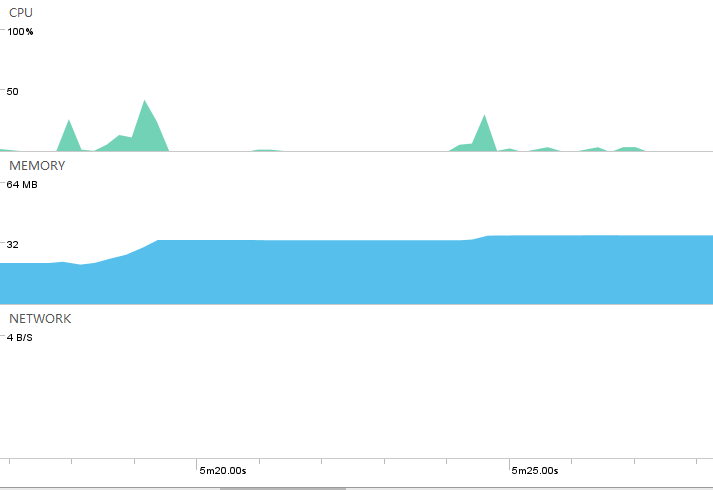 CPU
100%
50
MEMORY
64 MB
32
NETWORK
4 B/S
5m20.00s 5m25.00s